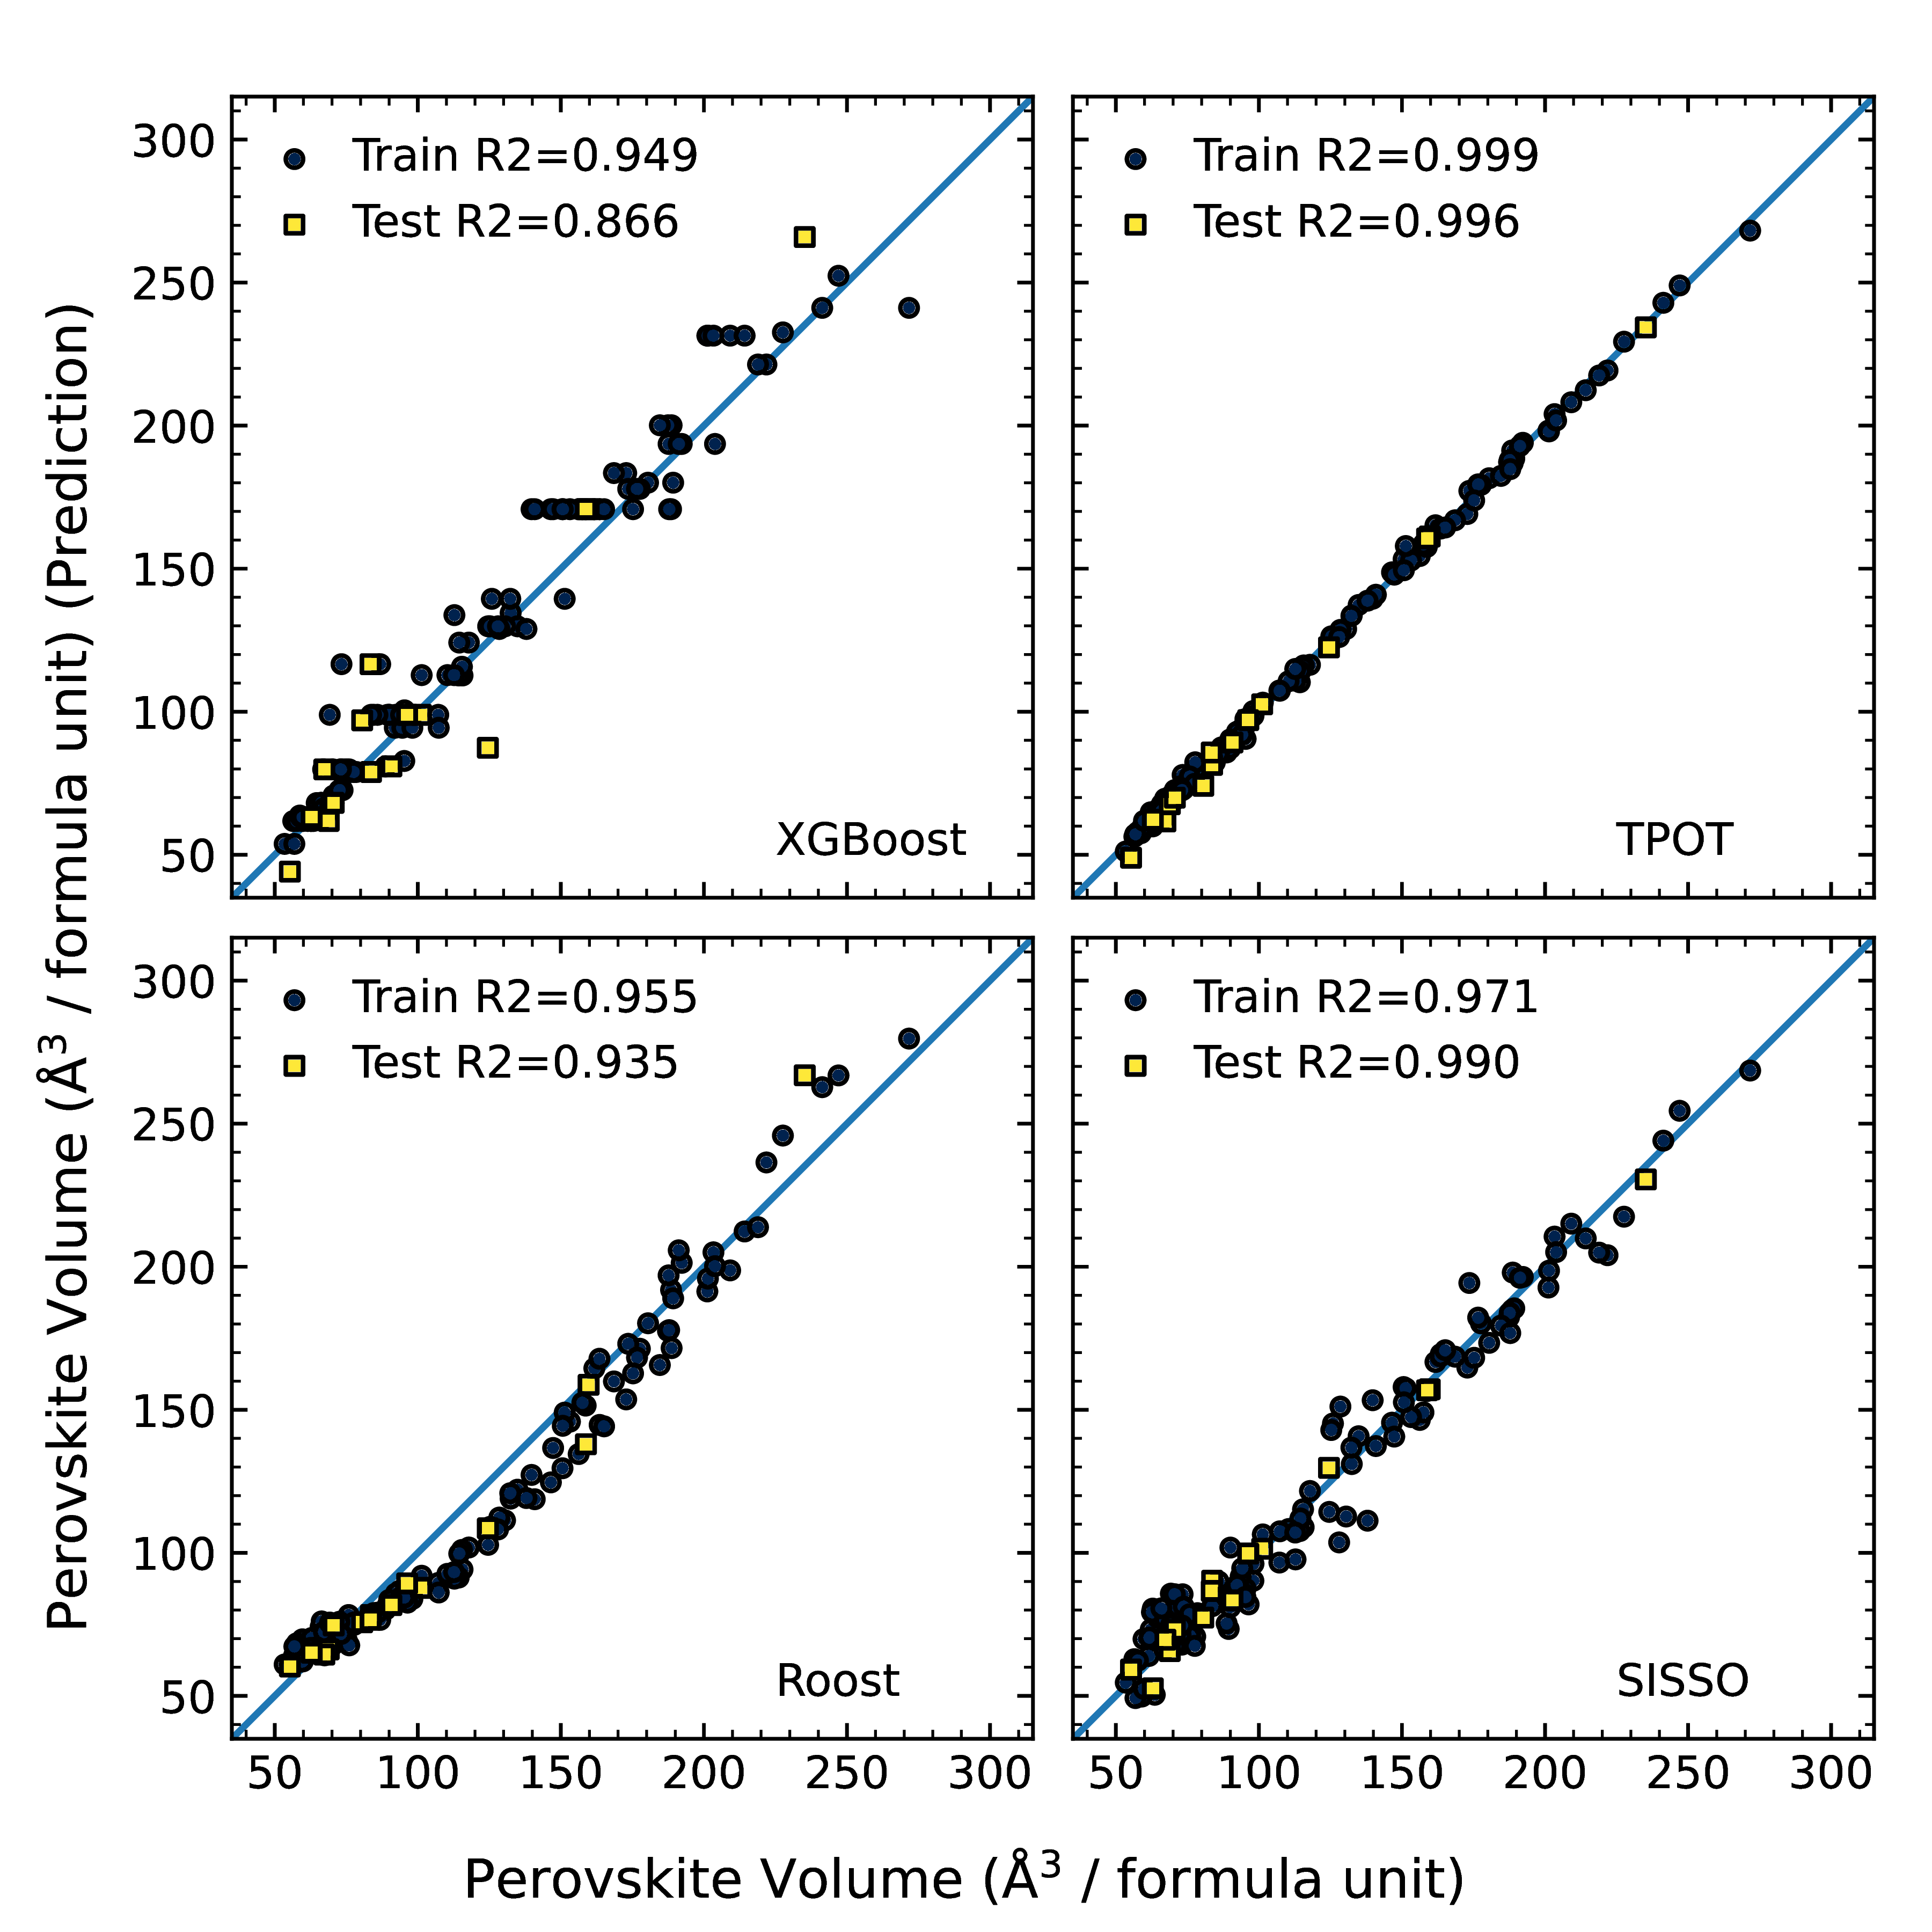 300
250
200
150
100
50
Train R2=0.949
Test R2=0.866
XGBoost
Train R2=0.999
Test R2=0.996
TPOT
Perovskite Volume (Å³ / formula unit) (Prediction)
300
250
200
150
100
50
Train R2=0.955
Test R2=0.935
Roost
Train R2=0.971
Test R2=0.990
SISSO
50 100 150 200 250 300
50 100 150 200 250 300
Perovskite Volume (Å³ / formula unit)